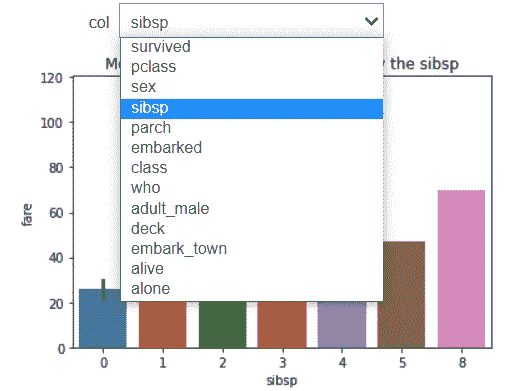 col sibsp
survived
pclass
sex
sibsp
parch
embarked
class
who
adult_male
deck
embark_town
alive
alone
the sibsp
120
100
80
60
40
20
0
fare
0 1 2 3 4 5 8
sibsp